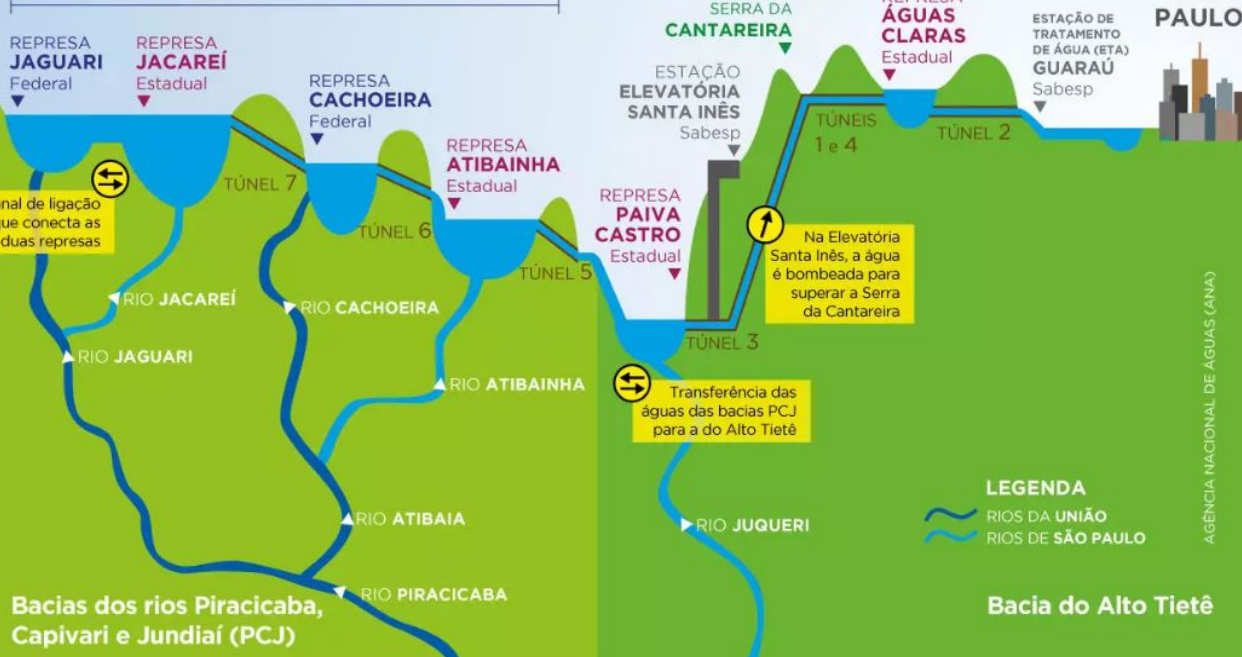 REPRESA
JAGUARI
Federal
REPRESA
JACAREÍ
Estadual
REPRESA
CACHOEIRA
Federal
REPRESA
ATIBAINHA
Estadual
REPRESA
PAIVA
CASTRO
Estadual
ESTAÇÃO
ELEVATÓRIA
SANTA INÊS
Sabesp
SERRA DA
CANTAREIRA
REPRESA
ÁGUAS
CLARAS
Estadual
ESTAÇÃO DE
TRATAMENTO
DE ÁGUA (ETA)
GUARAÚ
Sabesp
PAULO
TÚNEL 7
TÚNEL 6
TÚNEL 5
TÚNEL 3
TÚNEIS
1 e 4
TÚNEL 2
nal de ligação
ue conecta as
duas represas
Na Elevatória
Santa Inês, a água
é bombeada para
superar a Serra
da Cantareira
Transferência das
águas das bacias PCJ
para a do Alto Tietê
RIO JACAREÍ
RIO JAGUARI
RIO CACHOEIRA
RIO ATIBAINHA
RIO ATIBAIA
RIO PIRACICABA
RIO JUQUERI
LEGENDA
RIOS DA UNIÃO
RIOS DE SÃO PAULO
AGÊNCIA NACIONAL DE ÁGUAS (ANA)
Bacias dos rios Piracicaba,
Capivari e Jundiaí (PCJ)
Bacia do Alto Tietê